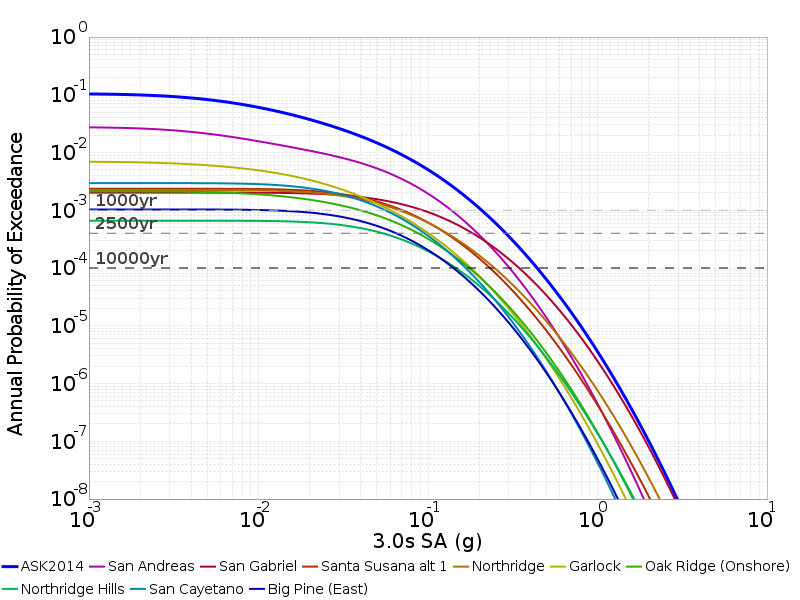 10^0
10^-1
10^-2
10^-3
10^-4
10^-5
10^-6
10^-7
10^-8
Annual Probability of Exceedance
1000yr
2500yr
10000yr
10^-3 10^-2 10^-1 10^0 10^1
3.0s SA (g)
ASK2014 San Andreas San Gabriel Santa Susana alt 1 Northridge Garlock Oak Ridge (Onshore)
Northridge Hills San Cayetano Big Pine (East)